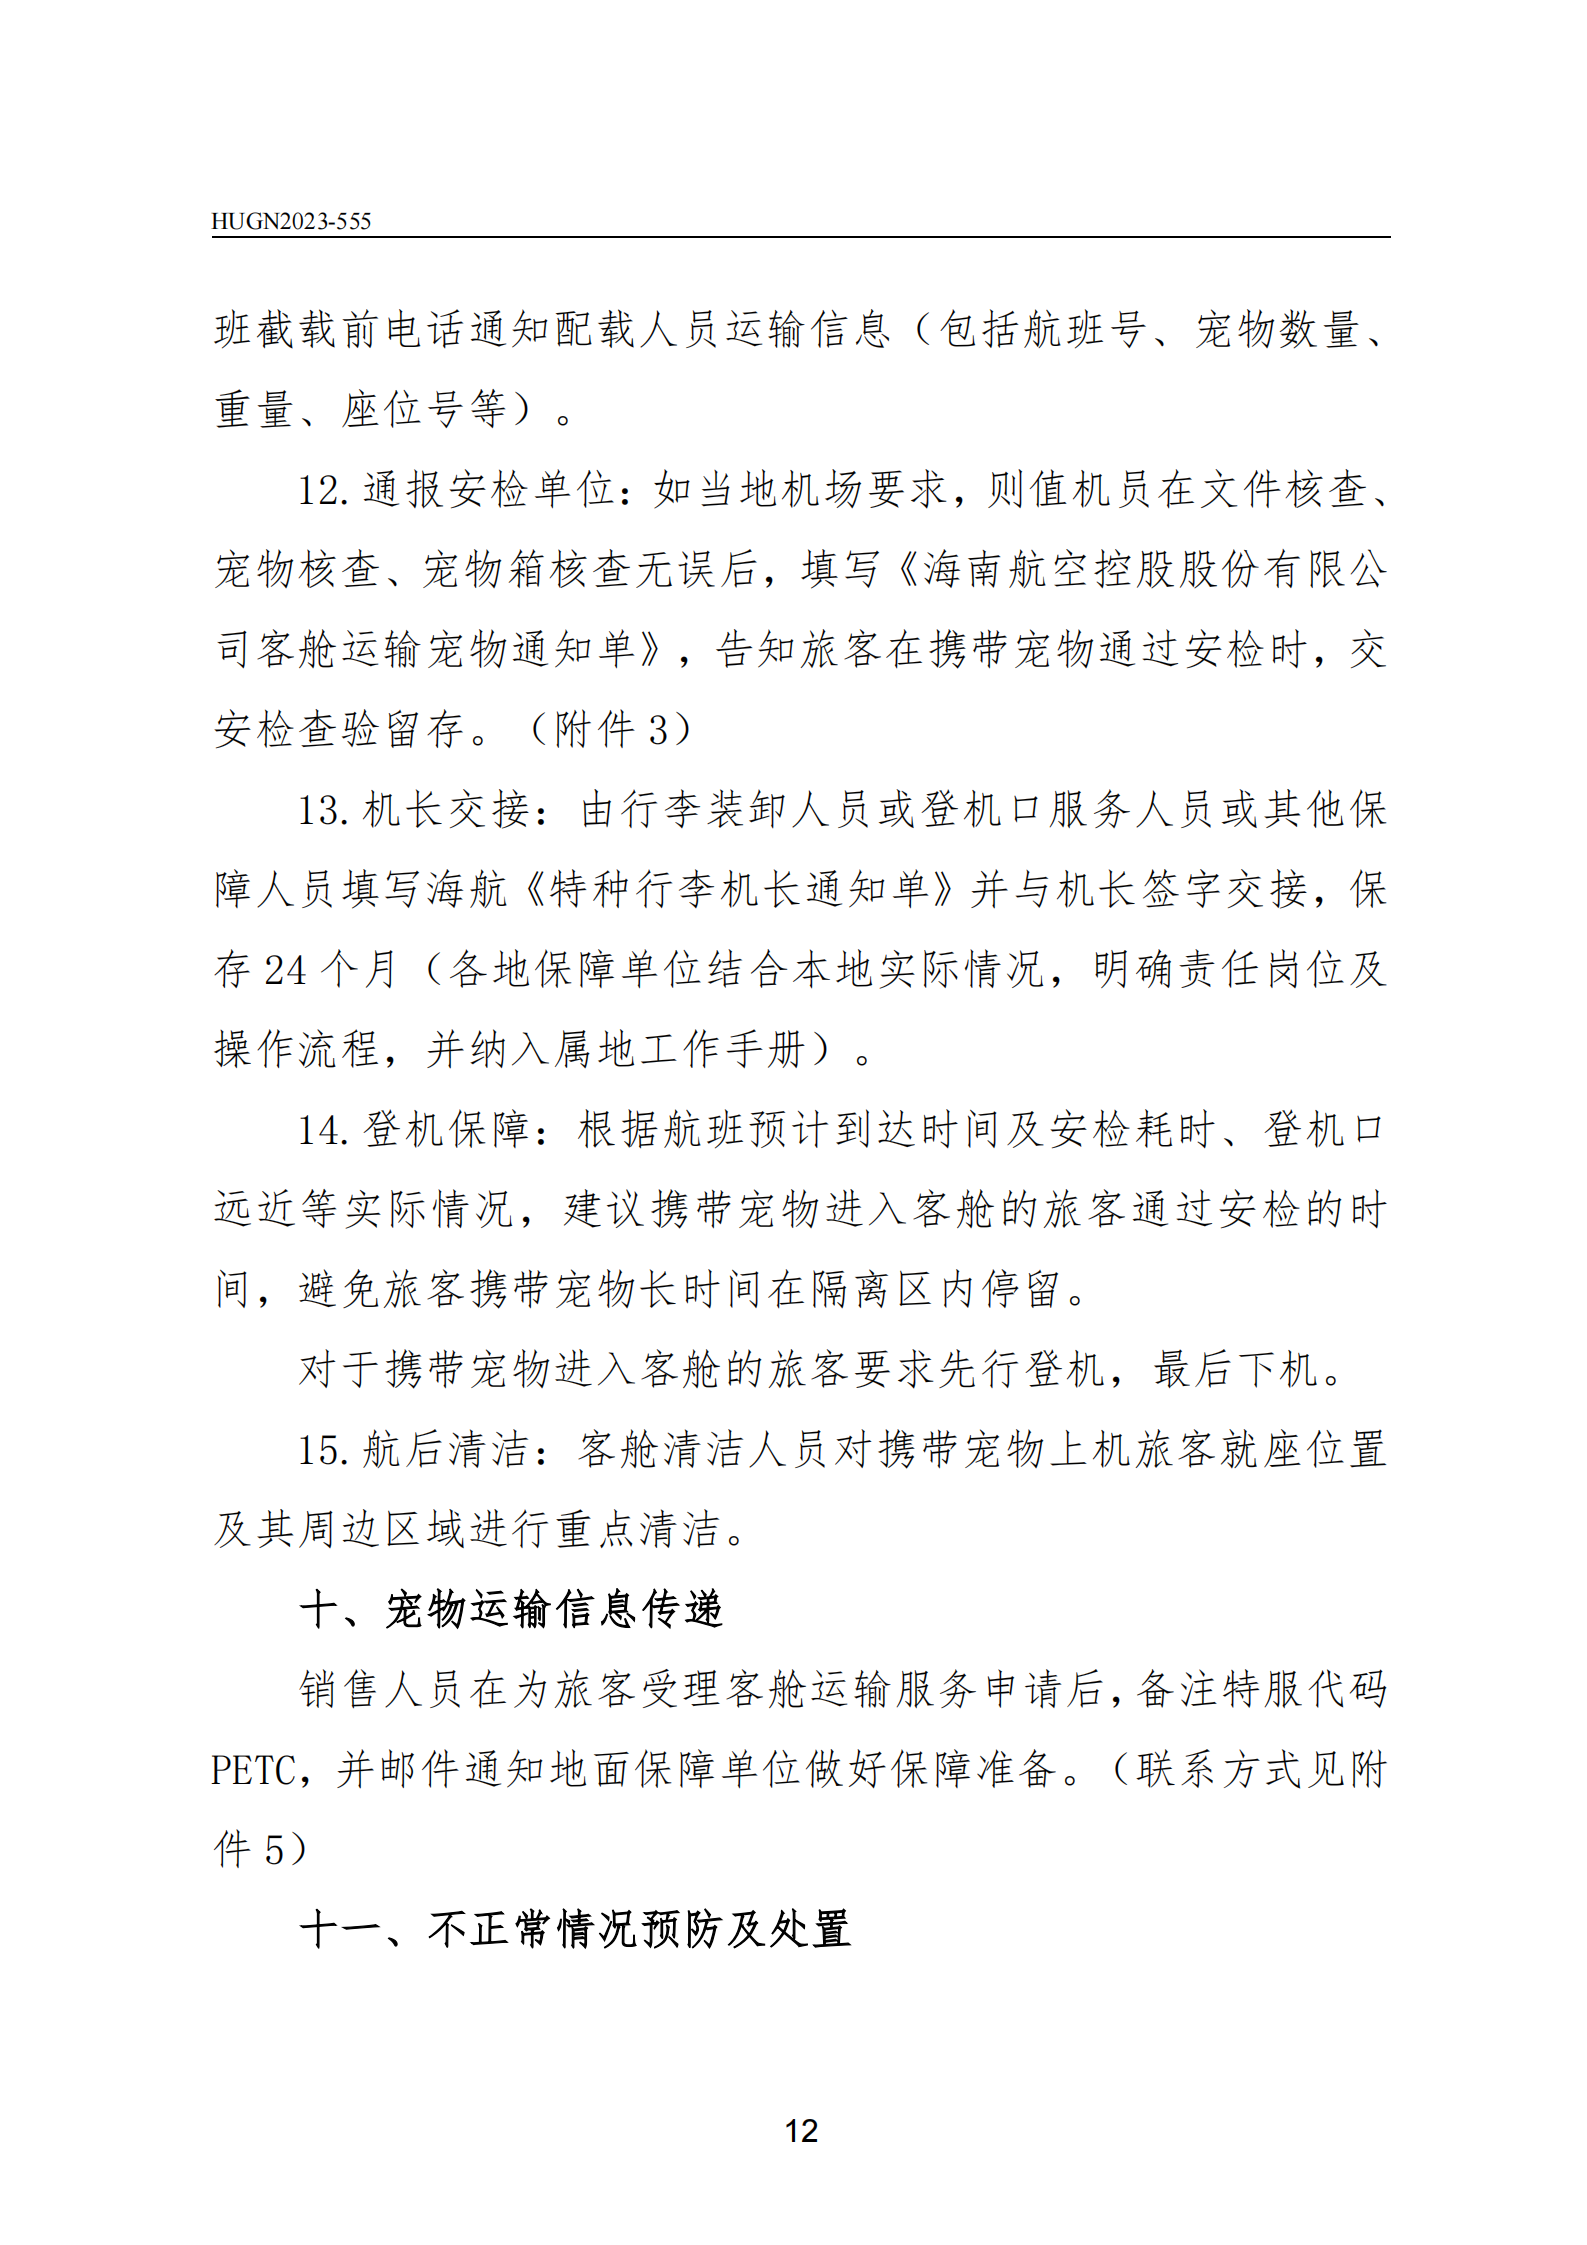 HUGN2023-555
班截载前电话通知配载人员运输信息（包括航班号、宠物数量、
重量、座位号等）。
12.通报安检单位：如当地机场要求，则值机员在文件核查、
宠物核查、宠物箱核查无误后，填写《海南航空控股股份有限公
司客舱运输宠物通知单》，告知旅客在携带宠物通过安检时，交
安检查验留存。（附件 3）
13.机长交接：由行李装卸人员或登机口服务人员或其他保
障人员填写海航《特种行李机长通知单》并与机长签字交接，保
存 24 个月（各地保障单位结合本地实际情况，明确责任岗位及
操作流程，并纳入属地工作手册）。
14.登机保障：根据航班预计到达时间及安检耗时、登机口
远近等实际情况，建议携带宠物进入客舱的旅客通过安检的时
间，避免旅客携带宠物长时间在隔离区内停留。
对于携带宠物进入客舱的旅客要求先行登机，最后下机。
15.航后清洁：客舱清洁人员对携带宠物上机旅客就座位置
及其周边区域进行重点清洁。
十、宠物运输信息传递
销售人员在为旅客受理客舱运输服务申请后，备注特服代码
PETC，并邮件通知地面保障单位做好保障准备。（联系方式见附
件 5）
十一、不正常情况预防及处置
12